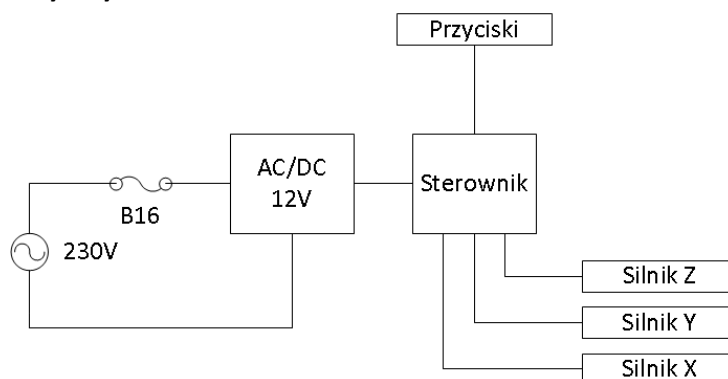 Przyciski
AC/DC
12V
Sterownik
B16
230V
Silnik Z
Silnik Y
Silnik X